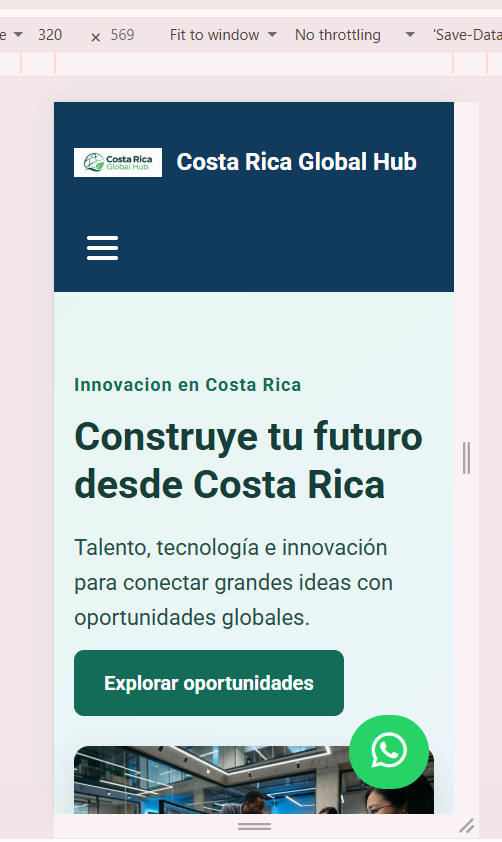 320 × 569 Fit to window No throttling 'Save-Data
Costa Rica
Global Hub
Costa Rica Global Hub
Innovacion en Costa Rica
Construye tu futuro
desde Costa Rica
Talento, tecnología e innovación
para conectar grandes ideas con
oportunidades globales.
Explorar oportunidades